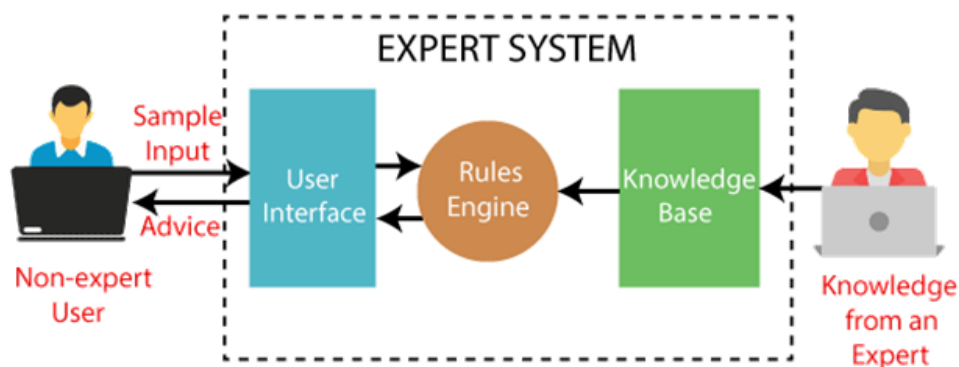 EXPERT SYSTEM
Sample
Input
Advice
Non-expert
User
User
Interface
Rules
Engine
Knowledge
Base
Knowledge
from an
Expert